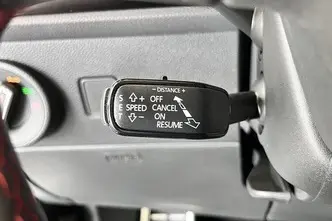 - DISTANCE +
S ⇧+ OFF
E SPEED CANCEL
T ⇩- ON
RESUME